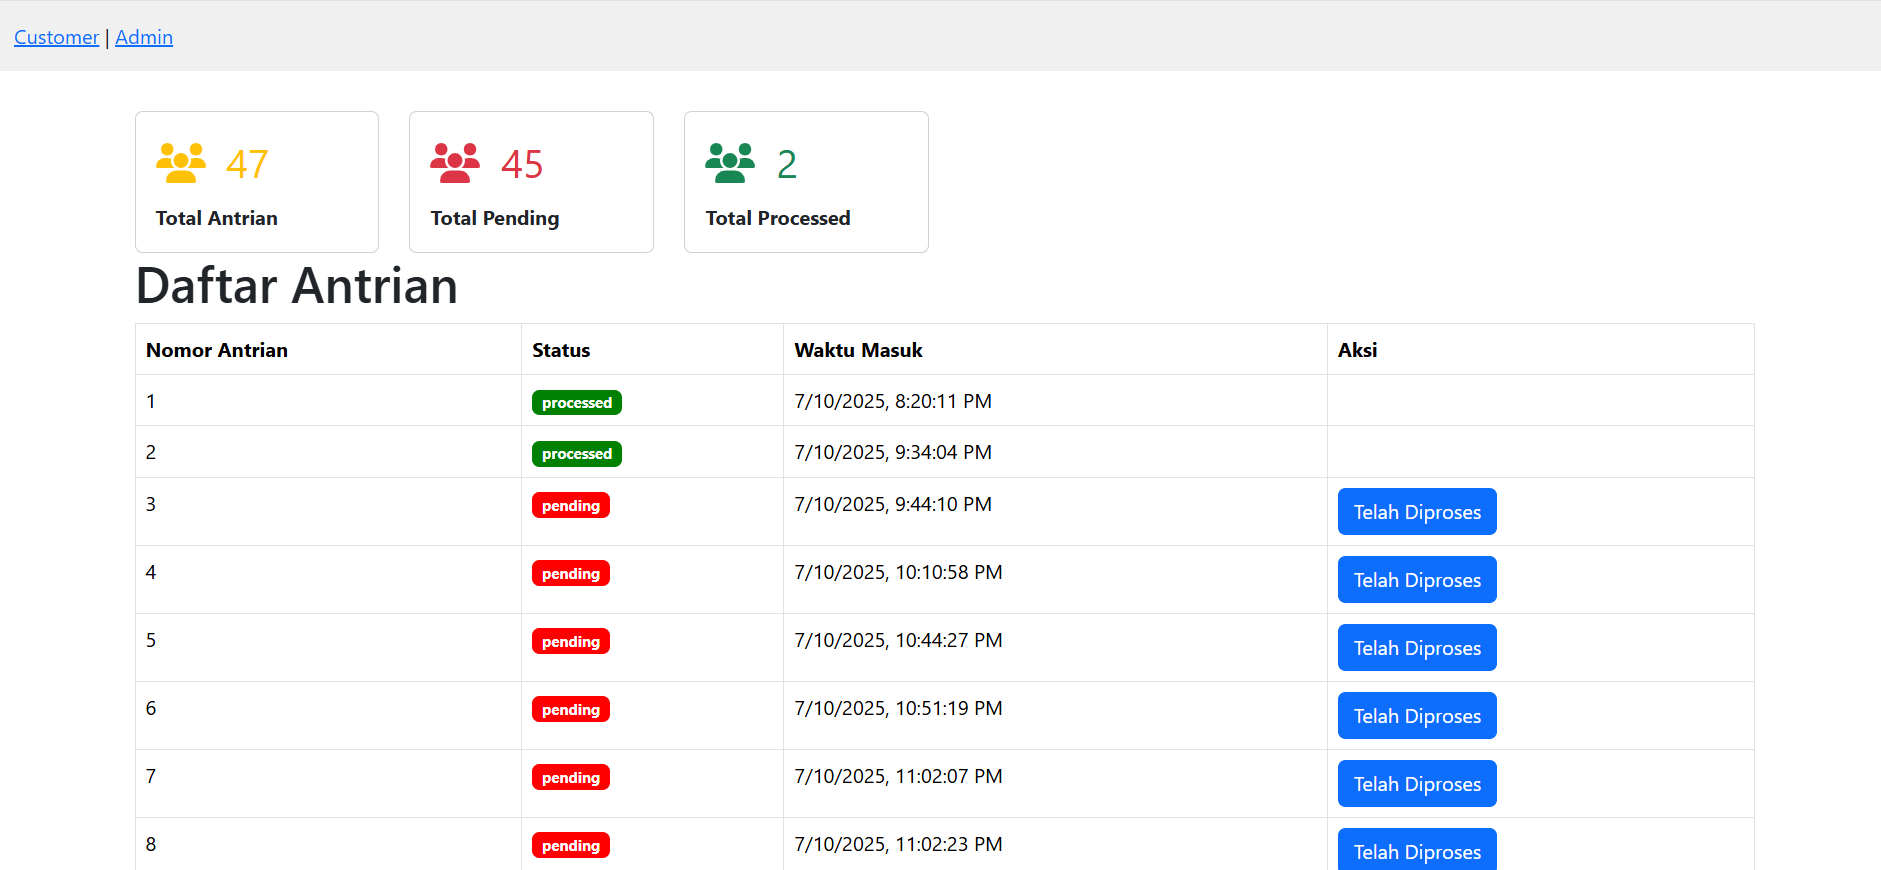 Customer | Admin
47
Total Antrian
45
Total Pending
2
Total Processed
Daftar Antrian
Nomor Antrian Status Waktu Masuk Aksi
1 processed 7/10/2025, 8:20:11 PM
2 processed 7/10/2025, 9:34:04 PM
3 pending 7/10/2025, 9:44:10 PM Telah Diproses
4 pending 7/10/2025, 10:10:58 PM Telah Diproses
5 pending 7/10/2025, 10:44:27 PM Telah Diproses
6 pending 7/10/2025, 10:51:19 PM Telah Diproses
7 pending 7/10/2025, 11:02:07 PM Telah Diproses
8 pending 7/10/2025, 11:02:23 PM Telah Diproses